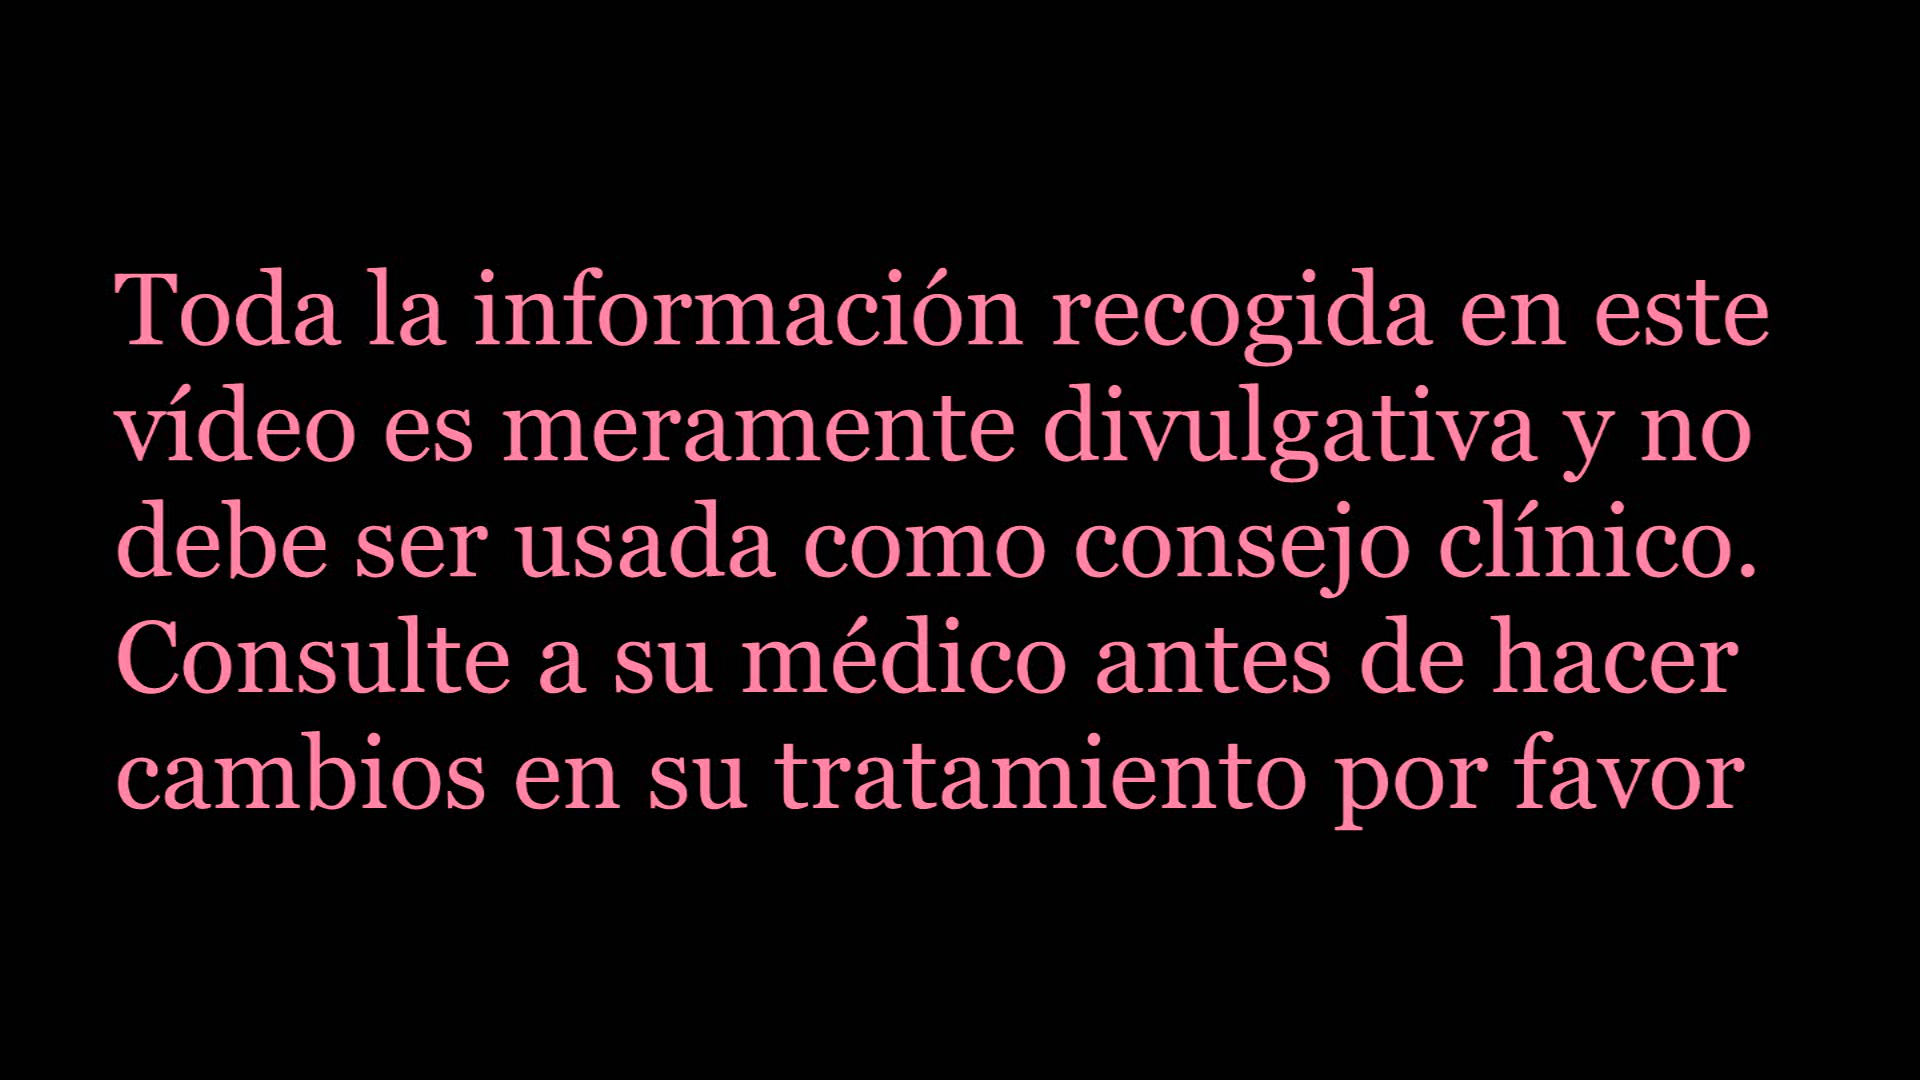 Toda la información recogida en este
vídeo es meramente divulgativa y no
debe ser usada como consejo clínico.
Consulte a su médico antes de hacer
cambios en su tratamiento por favor